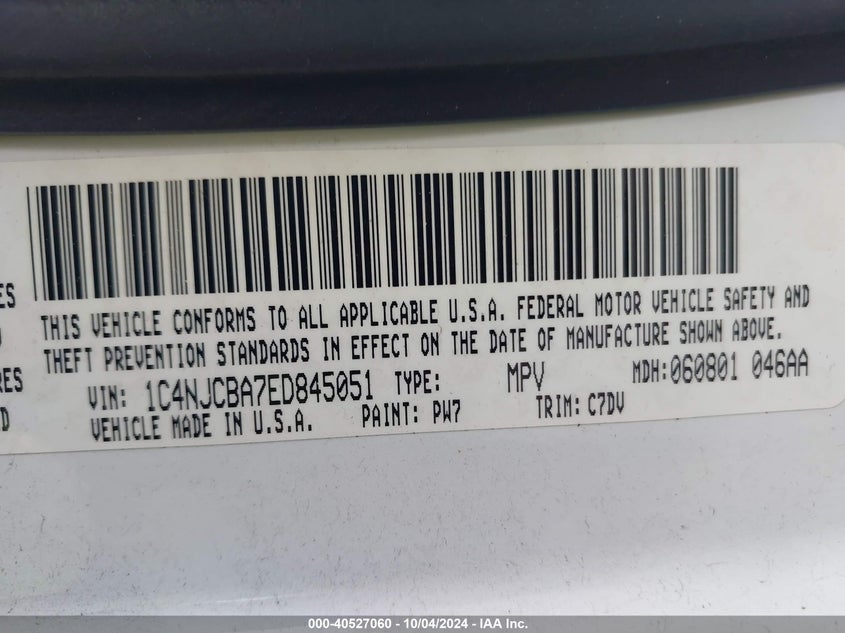 ES
THIS VEHICLE CONFORMS TO ALL APPLICABLE U.S.A. FEDERAL MOTOR VEHICLE SAFETY AND
THEFT PREVENTION STANDARDS IN EFFECT ON THE DATE OF MANUFACTURE SHOWN ABOVE.
RES
VIN: 1C4NJCBA7ED845051 TYPE: MPV MDH:060801 046AA
D
VEHICLE MADE IN U.S.A. PAINT: PW7 TRIM: C7DV
000-40527060 - 10/04/2024 - IAA Inc.